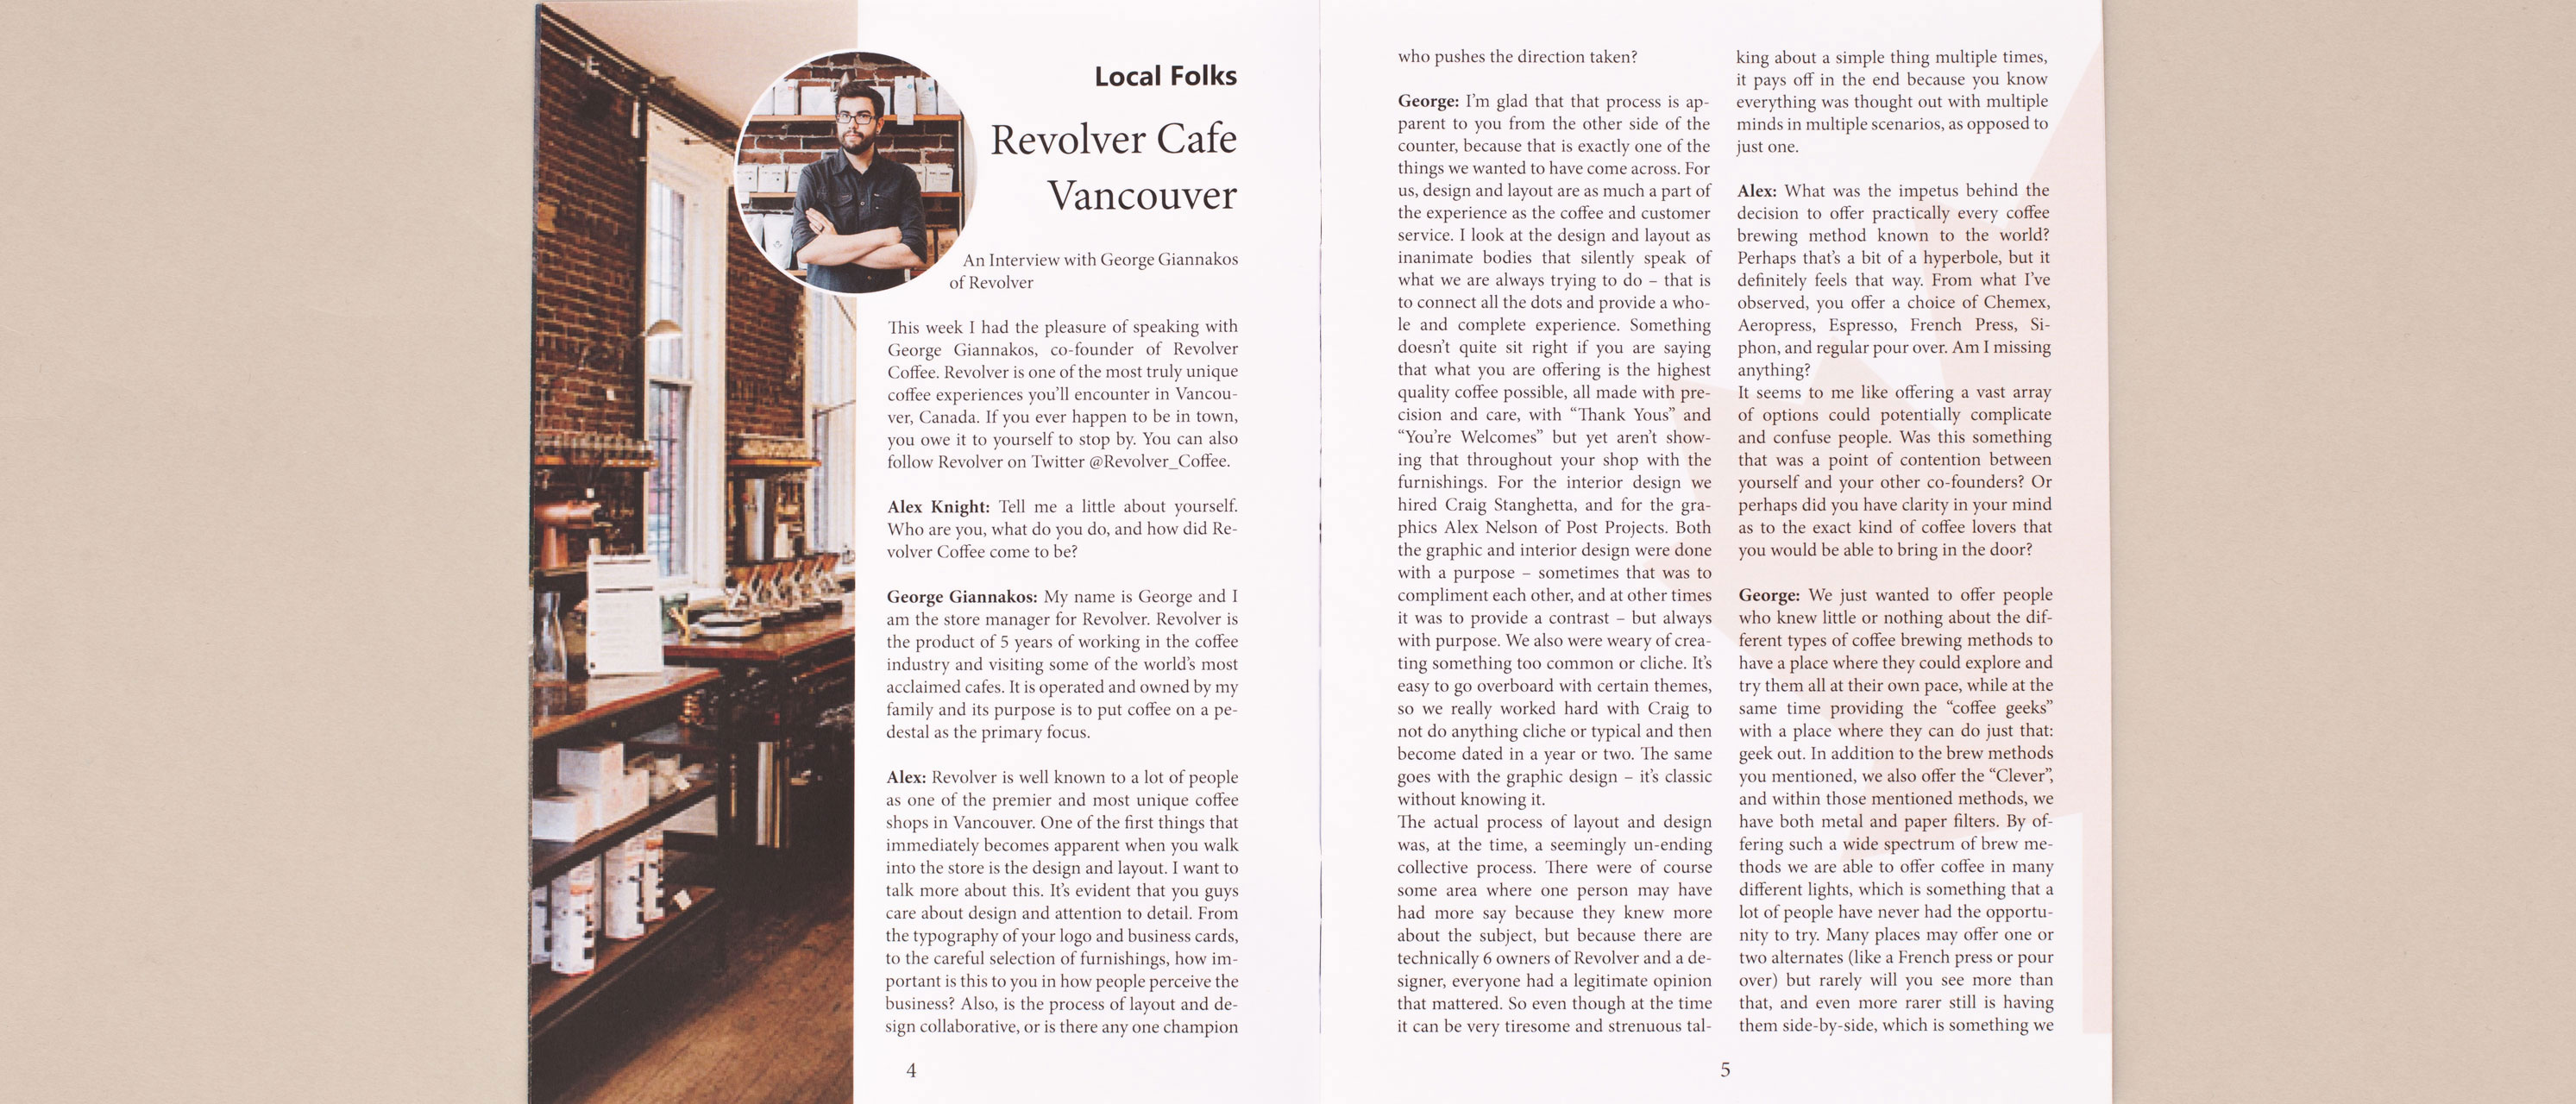 Local Folks
Revolver Cafe
Vancouver
An Interview with George Giannakos
of Revolver
This week I had the pleasure of speaking with
George Giannakos, co-founder of Revolver
Coffee. Revolver is one of the most truly unique
coffee experiences you'll encounter in Vancou-
ver, Canada. If you ever happen to be in town,
you owe it to yourself to stop by. You can also
follow Revolver on Twitter @Revolver_Coffee.
Alex Knight: Tell me a little about yourself.
Who are you, what do you do, and how did Re-
volver Coffee come to be?
George Giannakos: My name is George and I
am the store manager for Revolver. Revolver is
the product of 5 years of working in the coffee
industry and visiting some of the world's most
acclaimed cafes. It is operated and owned by my
family and its purpose is to put coffee on a pe-
destal as the primary focus.
Alex: Revolver is well known to a lot of people
as one of the premier and most unique coffee
shops in Vancouver. One of the first things that
immediately becomes apparent when you walk
into the store is the design and layout. I want to
talk more about this. It's evident that you guys
care about design and attention to detail. From
the typography of your logo and business cards,
to the careful selection of furnishings, how im-
portant is this to you in how people perceive the
business? Also, is the process of layout and de-
sign collaborative, or is there any one champion
4
who pushes the direction taken?
George: I'm glad that that process is ap-
parent to you from the other side of the
counter, because that is exactly one of the
things we wanted to have come across. For
us, design and layout are as much a part of
the experience as the coffee and customer
service. I look at the design and layout as
inanimate bodies that silently speak of
what we are always trying to do – that is
to connect all the dots and provide a who-
le and complete experience. Something
doesn't quite sit right if you are saying
that what you are offering is the highest
quality coffee possible, all made with pre-
cision and care, with “Thank Yous” and
“You're Welcomes” but yet aren't show-
ing that throughout your shop with the
furnishings. For the interior design we
hired Craig Stanghetta, and for the gra-
phics Alex Nelson of Post Projects. Both
the graphic and interior design were done
with a purpose – sometimes that was to
compliment each other, and at other times
it was to provide a contrast – but always
with purpose. We also were weary of crea-
ting something too common or cliche. It's
easy to go overboard with certain themes,
so we really worked hard with Craig to
not do anything cliche or typical and then
become dated in a year or two. The same
goes with the graphic design – it's classic
without knowing it.
The actual process of layout and design
was, at the time, a seemingly un-ending
collective process. There were of course
some area where one person may have
had more say because they knew more
about the subject, but because there are
technically 6 owners of Revolver and a de-
signer, everyone had a legitimate opinion
that mattered. So even though at the time
it can be very tiresome and strenuous tal-
king about a simple thing multiple times,
it pays off in the end because you know
everything was thought out with multiple
minds in multiple scenarios, as opposed to
just one.
Alex: What was the impetus behind the
decision to offer practically every coffee
brewing method known to the world?
Perhaps that's a bit of a hyperbole, but it
definitely feels that way. From what I've
observed, you offer a choice of Chemex,
Aeropress, Espresso, French Press, Si-
phon, and regular pour over. Am I missing
anything?
It seems to me like offering a vast array
of options could potentially complicate
and confuse people. Was this something
that was a point of contention between
yourself and your other co-founders? Or
perhaps did you have clarity in your mind
as to the exact kind of coffee lovers that
you would be able to bring in the door?
George: We just wanted to offer people
who knew little or nothing about the dif-
ferent types of coffee brewing methods to
have a place where they could explore and
try them all at their own pace, while at the
same time providing the “coffee geeks”
with a place where they can do just that:
geek out. In addition to the brew methods
you mentioned, we also offer the “Clever”,
and within those mentioned methods, we
have both metal and paper filters. By of-
fering such a wide spectrum of brew me-
thods we are able to offer coffee in many
different lights, which is something that a
lot of people have never had the opportu-
nity to try. Many places may offer one or
two alternates (like a French press or pour
over) but rarely will you see more than
that, and even more rarer still is having
them side-by-side, which is something we
5